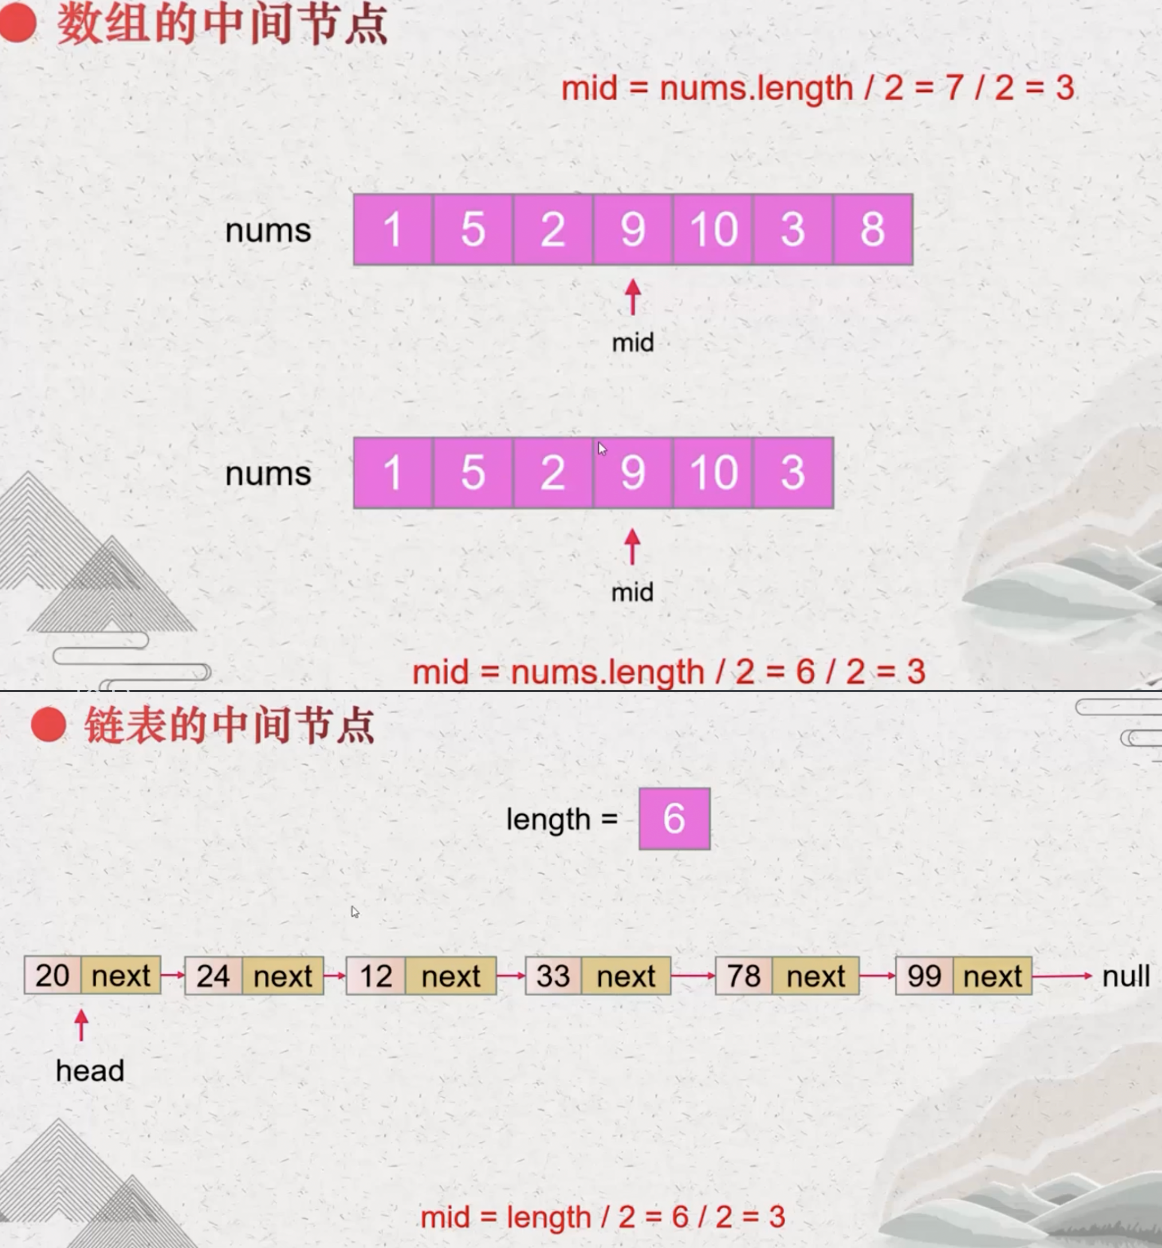 数组的中间节点
mid = nums.length / 2 = 7 / 2 = 3
nums 1 5 2 9 10 3 8
mid
nums 1 5 2 9 10 3
mid
mid = nums.length / 2 = 6 / 2 = 3
链表的中间节点
length = 6
20 next 24 next 12 next 33 next 78 next 99 next null
head
mid = length / 2 = 6 / 2 = 3